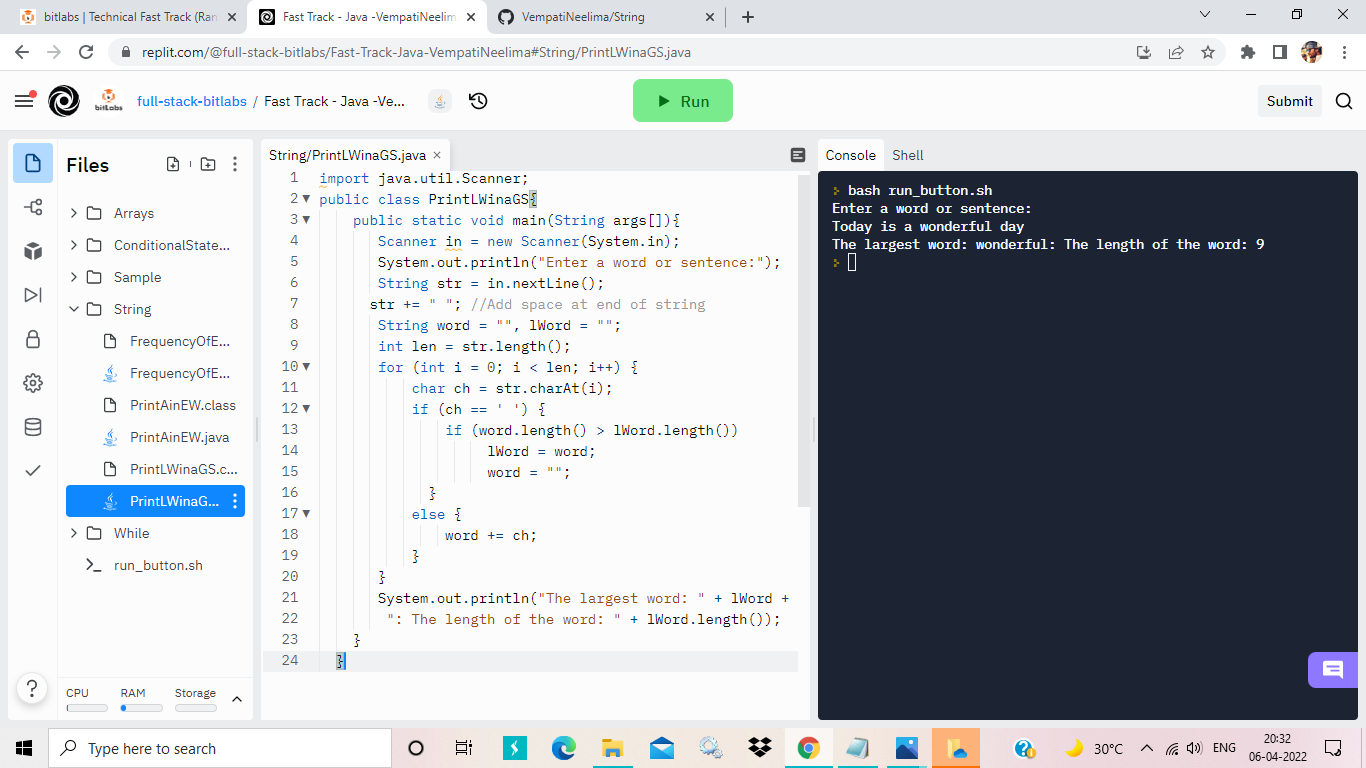 bitlabs | Technical Fast Track (Ran
Fast Track - Java -VempatiNeelim
VempatiNeelima/String
replit.com/@full-stack-bitlabs/Fast-Track-Java-VempatiNeelima#String/PrintLWinaGS.java
bitLabs
full-stack-bitlabs / Fast Track - Java -Ve...
Run
Submit
Files
Arrays
ConditionalState...
Sample
String
FrequencyOfE...
FrequencyOfE...
PrintAinEW.class
PrintAinEW.java
PrintLWinaGS.c...
PrintLWinaG...
While
run_button.sh
?
CPU RAM Storage
String/PrintLWinaGS.java
1 import java.util.Scanner;
2 public class PrintLWinaGS{
3 public static void main(String args[]){
4 Scanner in = new Scanner(System.in);
5 System.out.println("Enter a word or sentence:");
6 String str = in.nextLine();
7 str += " "; //Add space at end of string
8 String word = "", lWord = "";
9 int len = str.length();
10 for (int i = 0; i < len; i++) {
11 char ch = str.charAt(i);
12 if (ch == ' ') {
13 if (word.length() > lWord.length())
14 lWord = word;
15 word = "";
16 }
17 else {
18 word += ch;
19 }
20 }
21 System.out.println("The largest word: " + lWord +
22 ": The length of the word: " + lWord.length());
23 }
24 }
Console Shell
> bash run_button.sh
Enter a word or sentence:
Today is a wonderful day
The largest word: wonderful: The length of the word: 9
>
Type here to search
30°C
ENG
20:32
06-04-2022